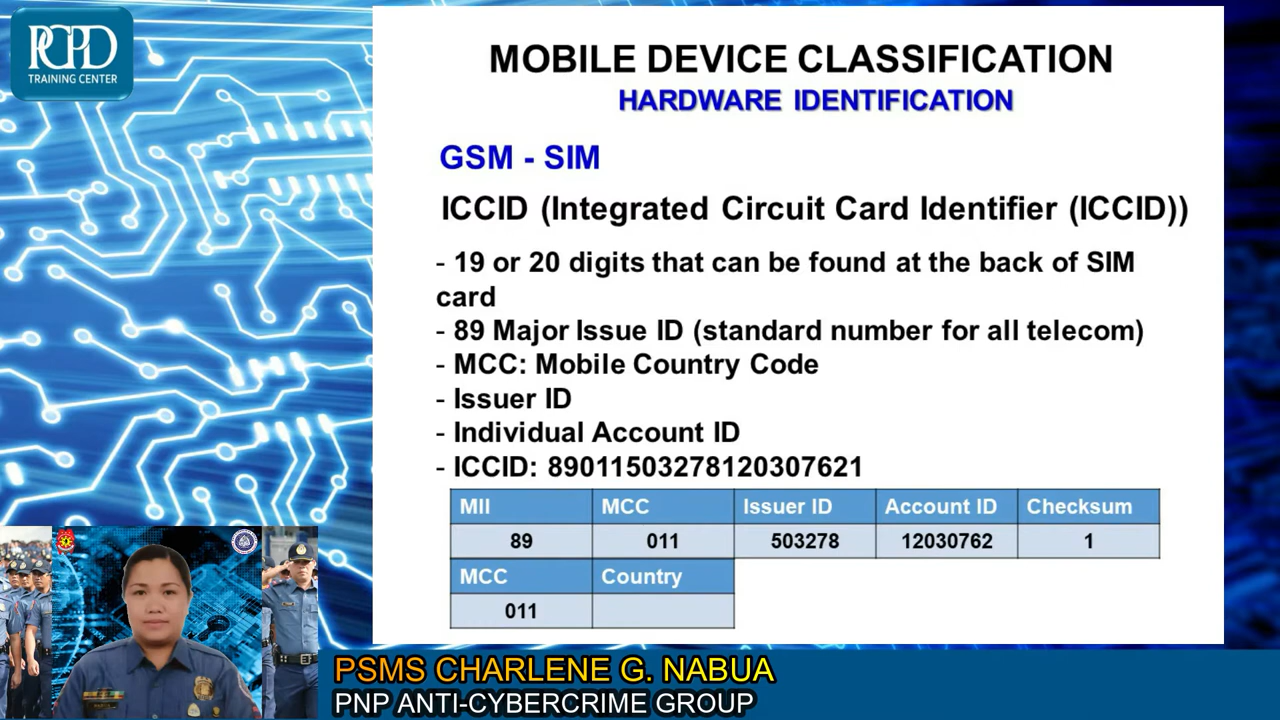 PCPD
TRAINING CENTER
MOBILE DEVICE CLASSIFICATION
HARDWARE IDENTIFICATION
GSM - SIM
ICCID (Integrated Circuit Card Identifier (ICCID))
- 19 or 20 digits that can be found at the back of SIM
card
- 89 Major Issue ID (standard number for all telecom)
- MCC: Mobile Country Code
- Issuer ID
- Individual Account ID
- ICCID: 89011503278120307621
MII MCC Issuer ID Account ID Checksum
89 011 503278 12030762 1
MCC Country
011
PSMS CHARLENE G. NABUA
PNP ANTI-CYBERCRIME GROUP